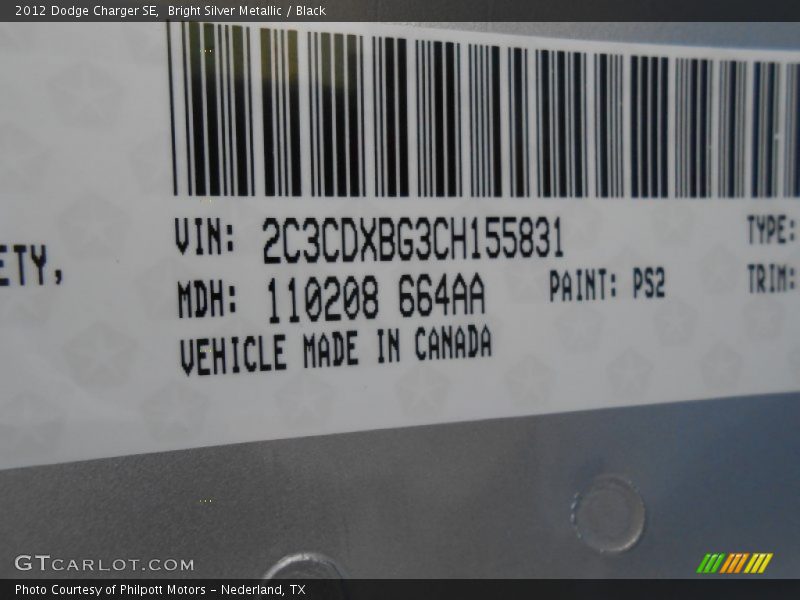 2012 Dodge Charger SE, Bright Silver Metallic / Black
ETY,
VIN: 2C3CDXBG3CH155831
TYPE:
MDH: 110208 664AA
PAINT: PS2
TRIM:
VEHICLE MADE IN CANADA
GTCARLOT.COM
Photo Courtesy of Philpott Motors - Nederland, TX